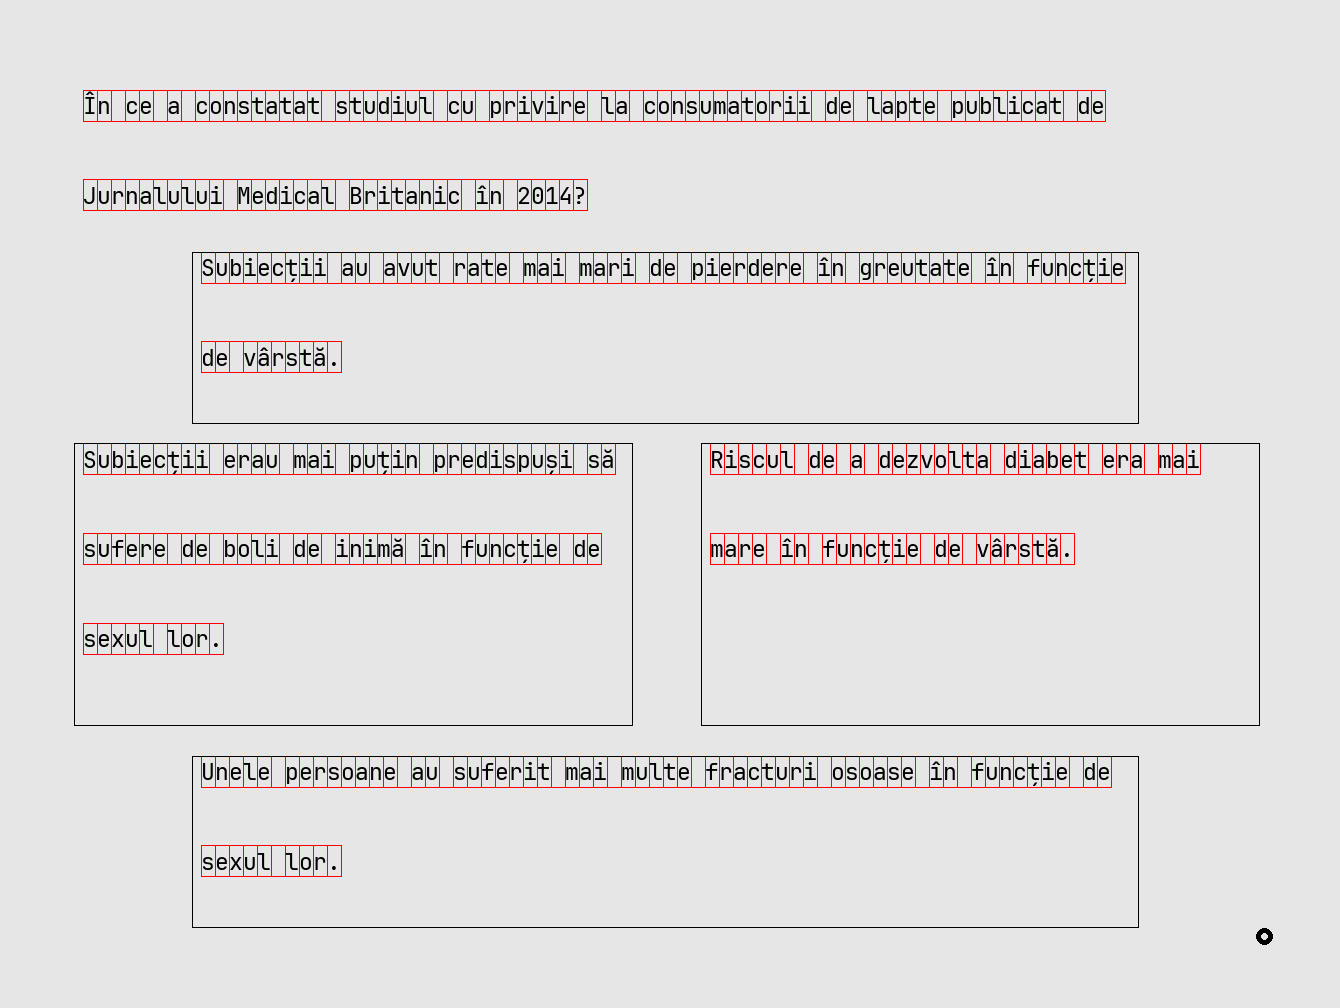 În ce a constatat studiul cu privire la consumatorii de lapte publicat de
Jurnalului Medical Britanic în 2014?
Subiecții au avut rate mai mari de pierdere în greutate în funcție
de vârstă.
Subiecții erau mai puțin predispuși să
sufere de boli de inimă în funcție de
sexul lor.
Riscul de a dezvolta diabet era mai
mare în funcție de vârstă.
Unele persoane au suferit mai multe fracturi osoase în funcție de
sexul lor.